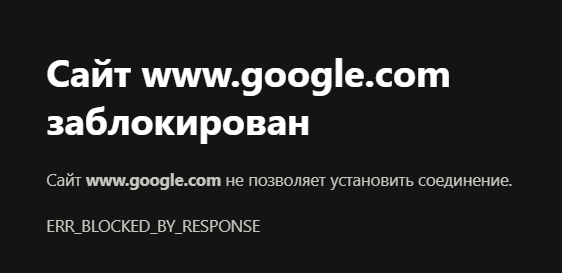 Сайт www.google.com
заблокирован
Сайт www.google.com не позволяет установить соединение.
ERR_BLOCKED_BY_RESPONSE